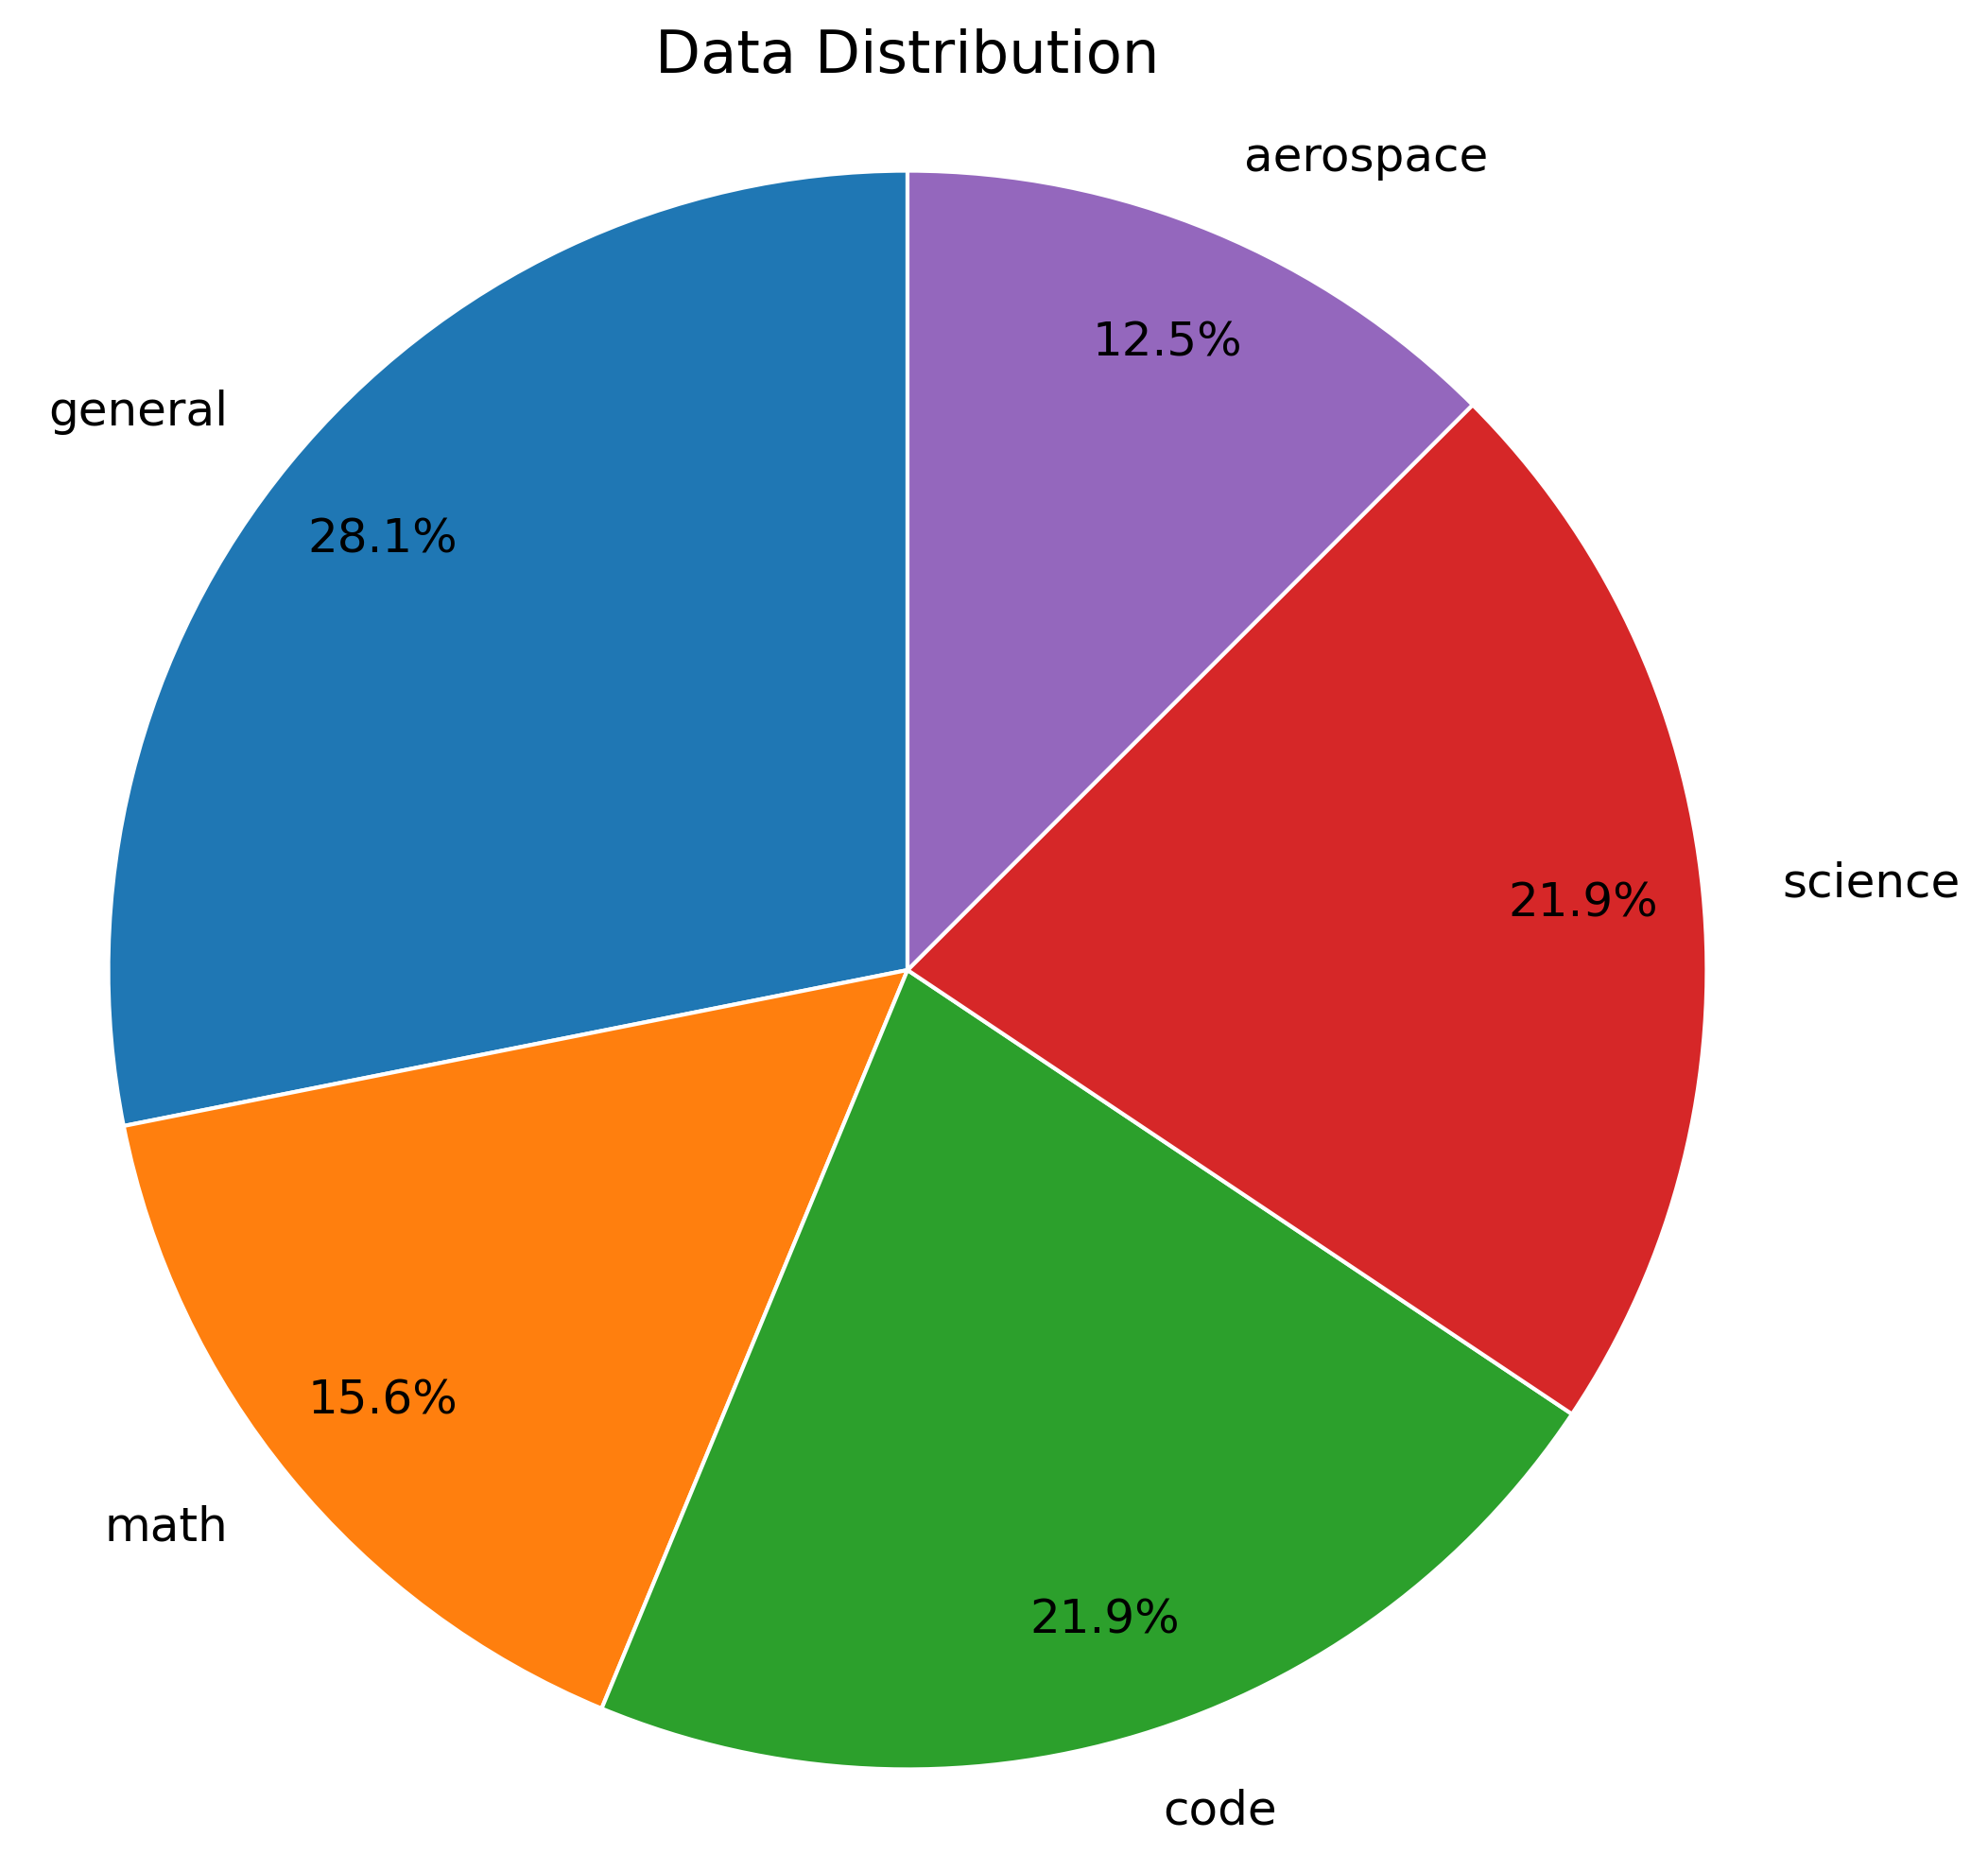 Data Distribution
aerospace
12.5%
general
28.1%
science
21.9%
15.6%
math
21.9%
code